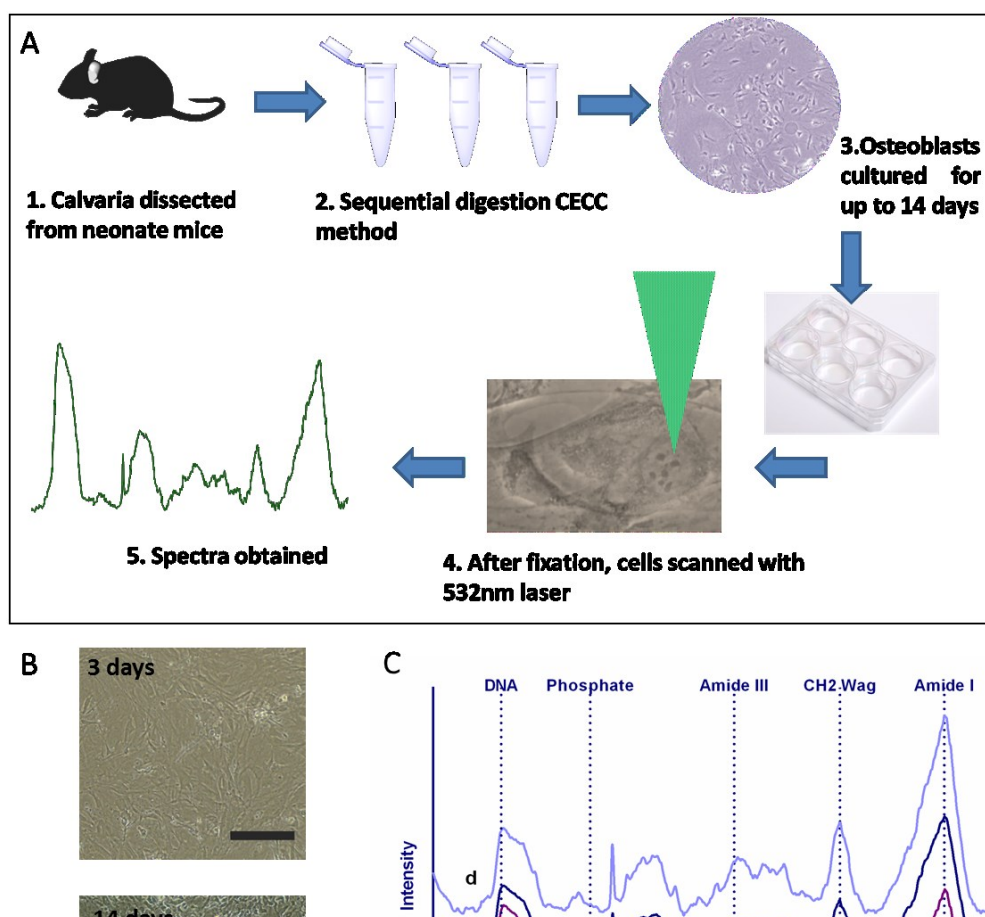 A
1. Calvaria dissected
from neonate mice
2. Sequential digestion CECC
method
3.Osteoblasts
cultured for
up to 14 days
5. Spectra obtained
4. After fixation, cells scanned with
532nm laser
B
3 days
14 days
C
DNA Phosphate Amide III CH2-Wag Amide I
Intensity
d